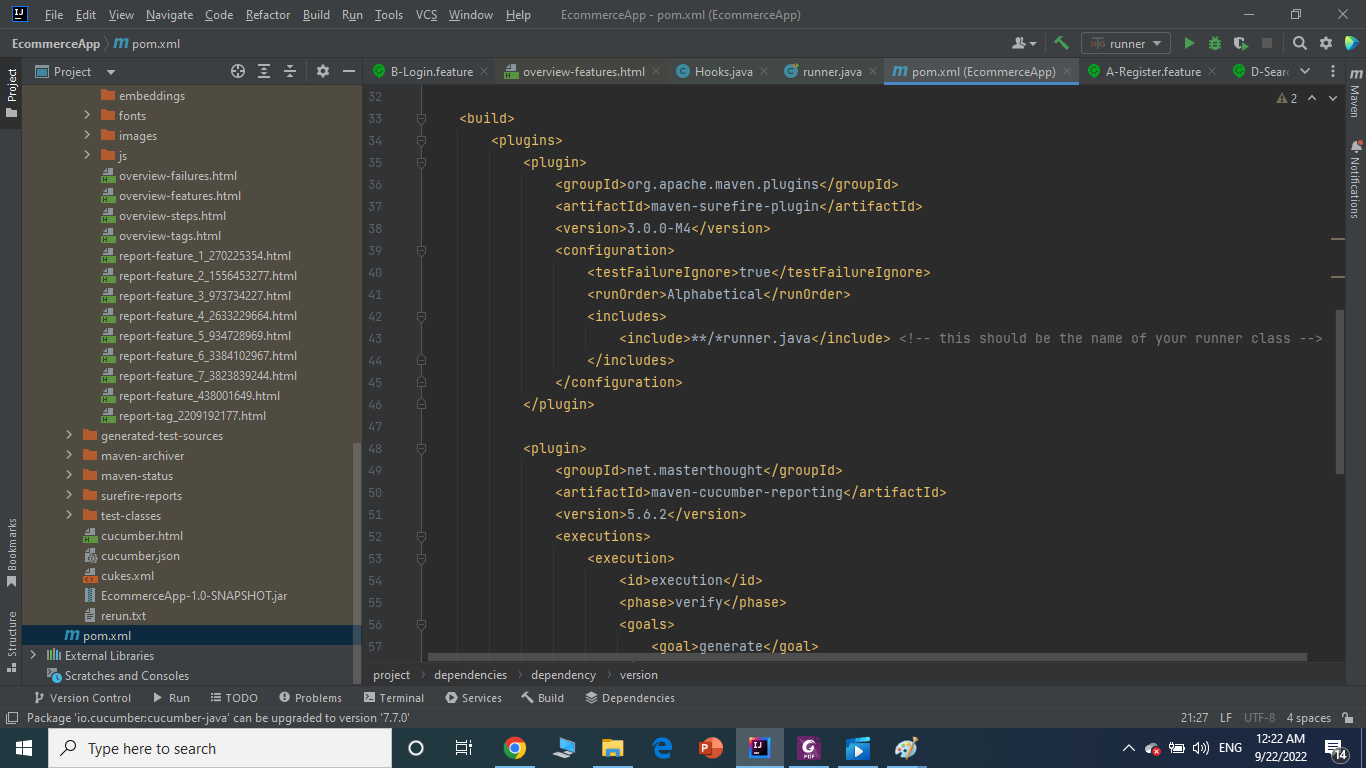 File Edit View Navigate Code Refactor Build Run Tools VCS Window Help EcommerceApp - pom.xml (EcommerceApp)
EcommerceApp pom.xml runner
Project B-Login.feature overview-features.html Hooks.java runner.java pom.xml (EcommerceApp) A-Register.feature D-Sear
Project
Bookmarks
Structure
embeddings
fonts
images
js
overview-failures.html
overview-features.html
overview-steps.html
overview-tags.html
report-feature_1_270225354.html
report-feature_2_1556453277.html
report-feature_3_973734227.html
report-feature_4_2633229664.html
report-feature_5_934728969.html
report-feature_6_3384102967.html
report-feature_7_3823839244.html
report-feature_438001649.html
report-tag_2209192177.html
generated-test-sources
maven-archiver
maven-status
surefire-reports
test-classes
cucumber.html
cucumber.json
cukes.xml
EcommerceApp-1.0-SNAPSHOT.jar
rerun.txt
pom.xml
External Libraries
Scratches and Consoles
32
33 <build>
34 <plugins>
35 <plugin>
36 <groupId>org.apache.maven.plugins</groupId>
37 <artifactId>maven-surefire-plugin</artifactId>
38 <version>3.0.0-M4</version>
39 <configuration>
40 <testFailureIgnore>true</testFailureIgnore>
41 <runOrder>Alphabetical</runOrder>
42 <includes>
43 <include>**/*runner.java</include> <!-- this should be the name of your runner class -->
44 </includes>
45 </configuration>
46 </plugin>
47
48 <plugin>
49 <groupId>net.masterthought</groupId>
50 <artifactId>maven-cucumber-reporting</artifactId>
51 <version>5.6.2</version>
52 <executions>
53 <execution>
54 <id>execution</id>
55 <phase>verify</phase>
56 <goals>
57 <goal>generate</goal>
2
Maven
Notifications
project dependencies dependency version
Version Control Run TODO Problems Terminal Services Build Dependencies
Package 'io.cucumber:cucumber-java' can be upgraded to version '7.7.0' 21:27 LF UTF-8 4 spaces
Type here to search ENG 12:22 AM
9/22/2022 14